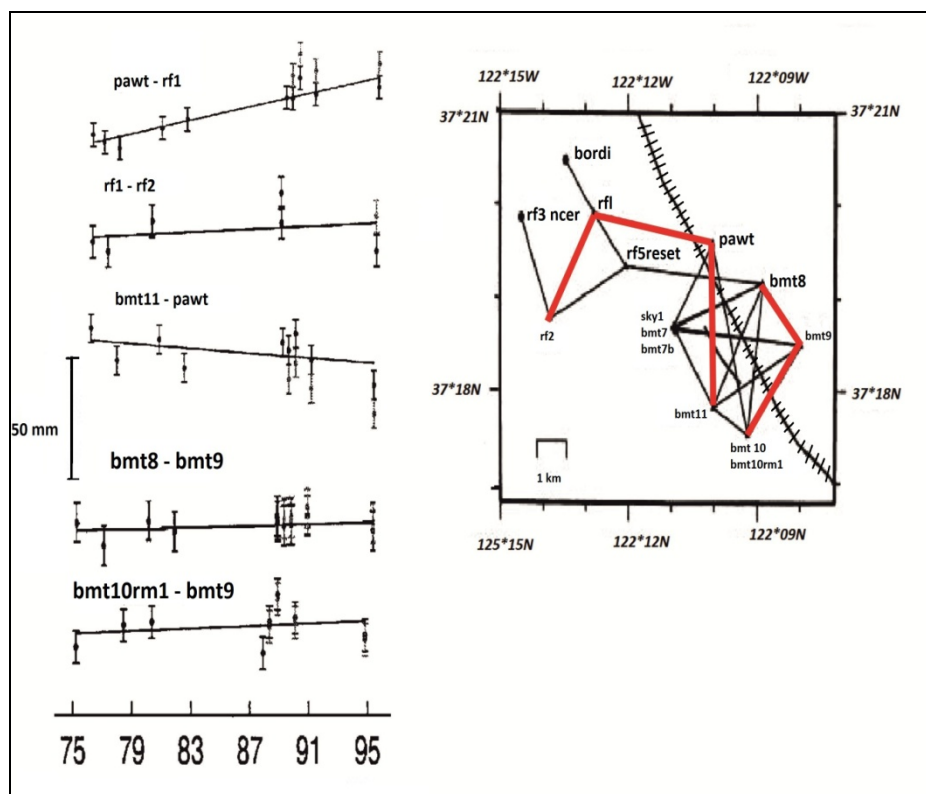 pawt - rf1
rf1 - rf2
bmt11 - pawt
50 mm
bmt8 - bmt9
bmt10rm1 - bmt9
75 79 83 87 91 95
122*15W 122*12W 122*09W
37*21N 37*21N
bordi
rf3 ncer rfl
pawt
rf5reset
bmt8
sky1
rf2 bmt7 bmt9
bmt7b
37*18N 37*18N
bmt11
bmt 10
bmt10rm1
1 km
125*15N 122*12N 122*09N